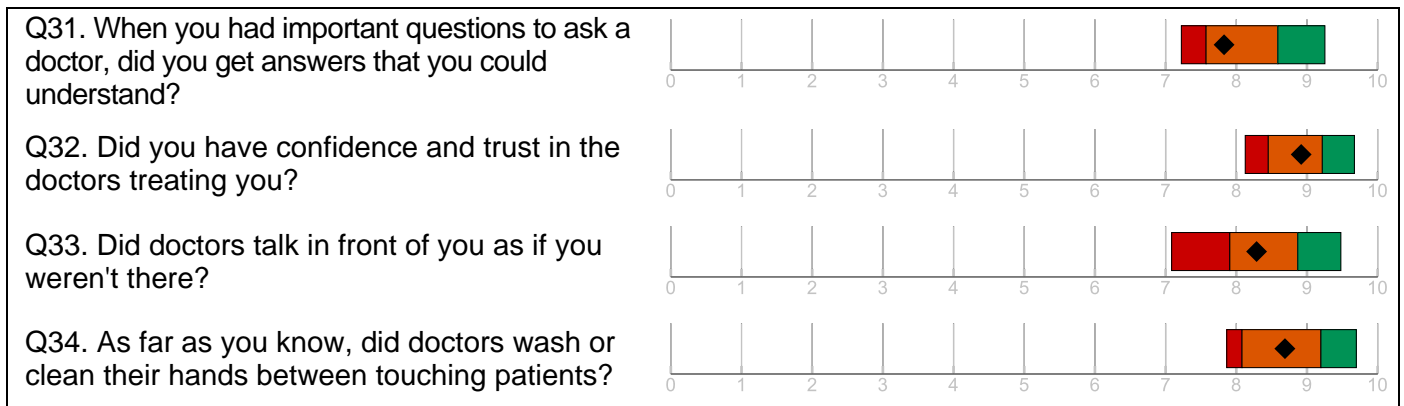 Q31. When you had important questions to ask a
doctor, did you get answers that you could
understand?
0 1 2 3 4 5 6 7 8 9 10
Q32. Did you have confidence and trust in the
doctors treating you?
0 1 2 3 4 5 6 7 8 9 10
Q33. Did doctors talk in front of you as if you
weren't there?
0 1 2 3 4 5 6 7 8 9 10
Q34. As far as you know, did doctors wash or
clean their hands between touching patients?
0 1 2 3 4 5 6 7 8 9 10